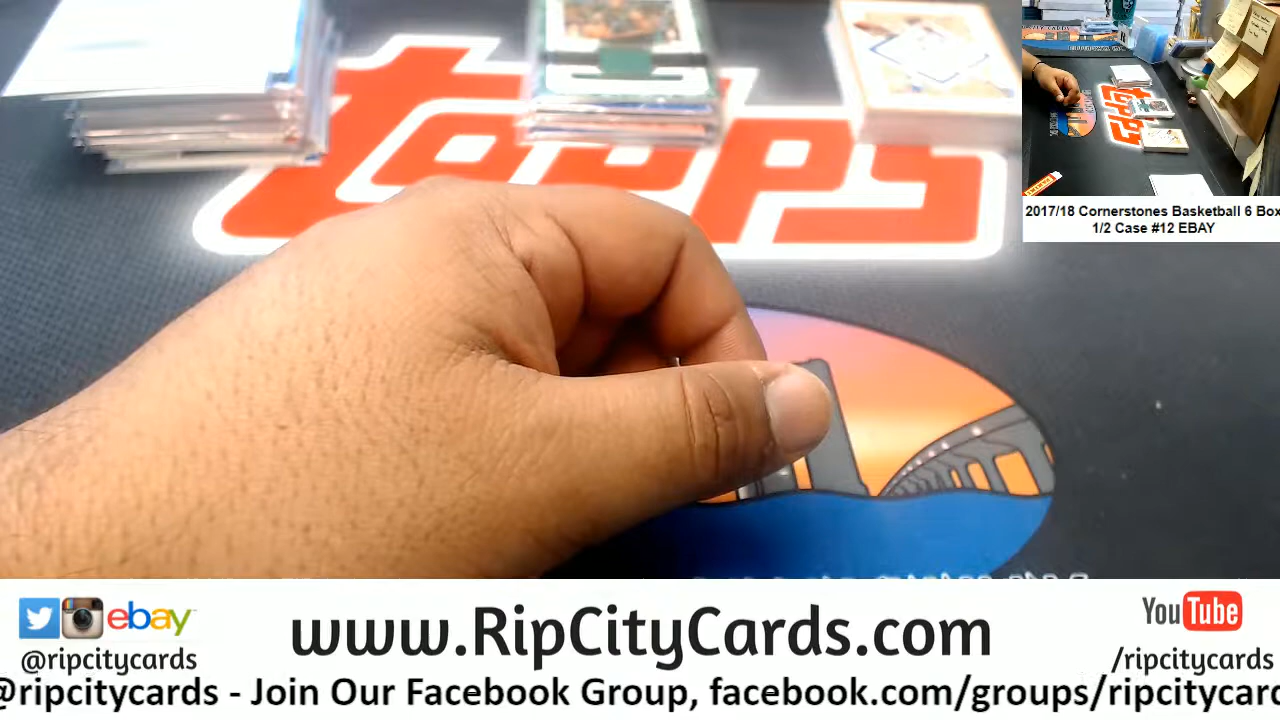 topps
topps
2017/18 Cornerstones Basketball 6 Box
1/2 Case #12 EBAY
ebay
www.RipCityCards.com
YouTube
@ripcitycards
/ripcitycards
@ripcitycards - Join Our Facebook Group, facebook.com/groups/ripcitycard